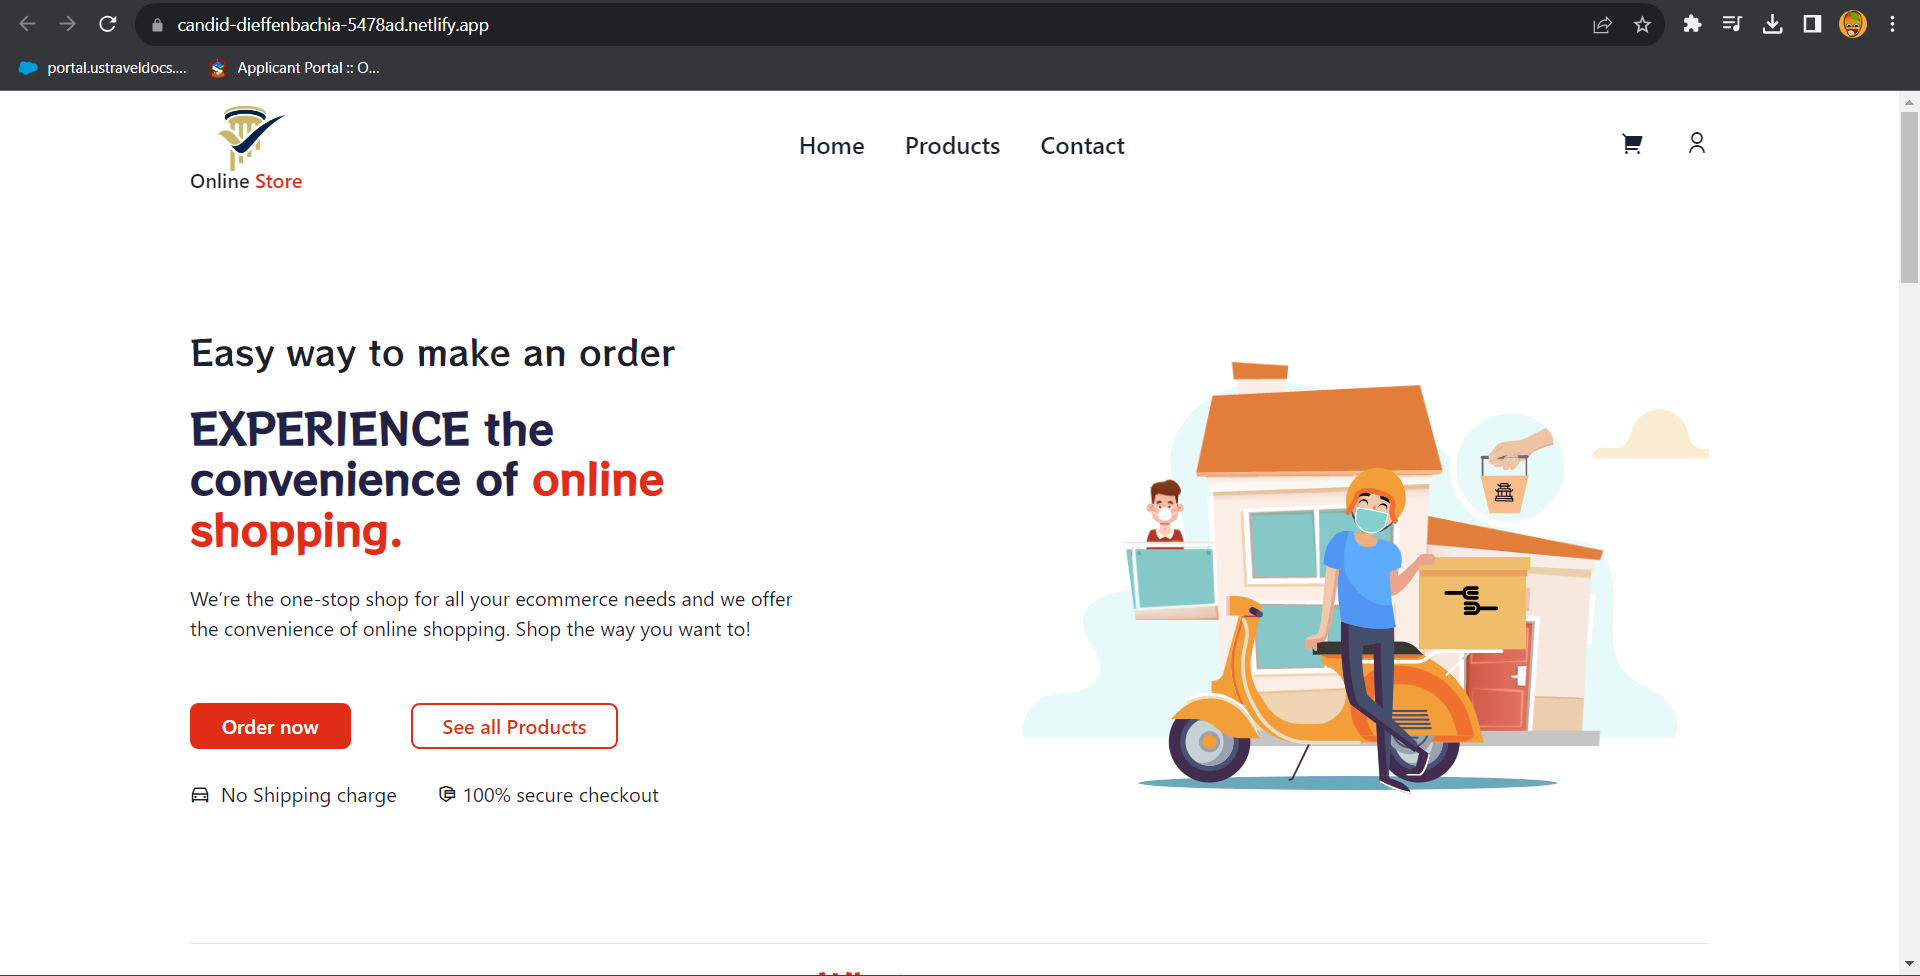 candid-dieffenbachia-5478ad.netlify.app
portal.ustraveldocs....
Applicant Portal :: O...
Online Store
Home
Products
Contact
Easy way to make an order
EXPERIENCE the
convenience of online
shopping.
We’re the one-stop shop for all your ecommerce needs and we offer
the convenience of online shopping. Shop the way you want to!
Order now
See all Products
No Shipping charge
100% secure checkout